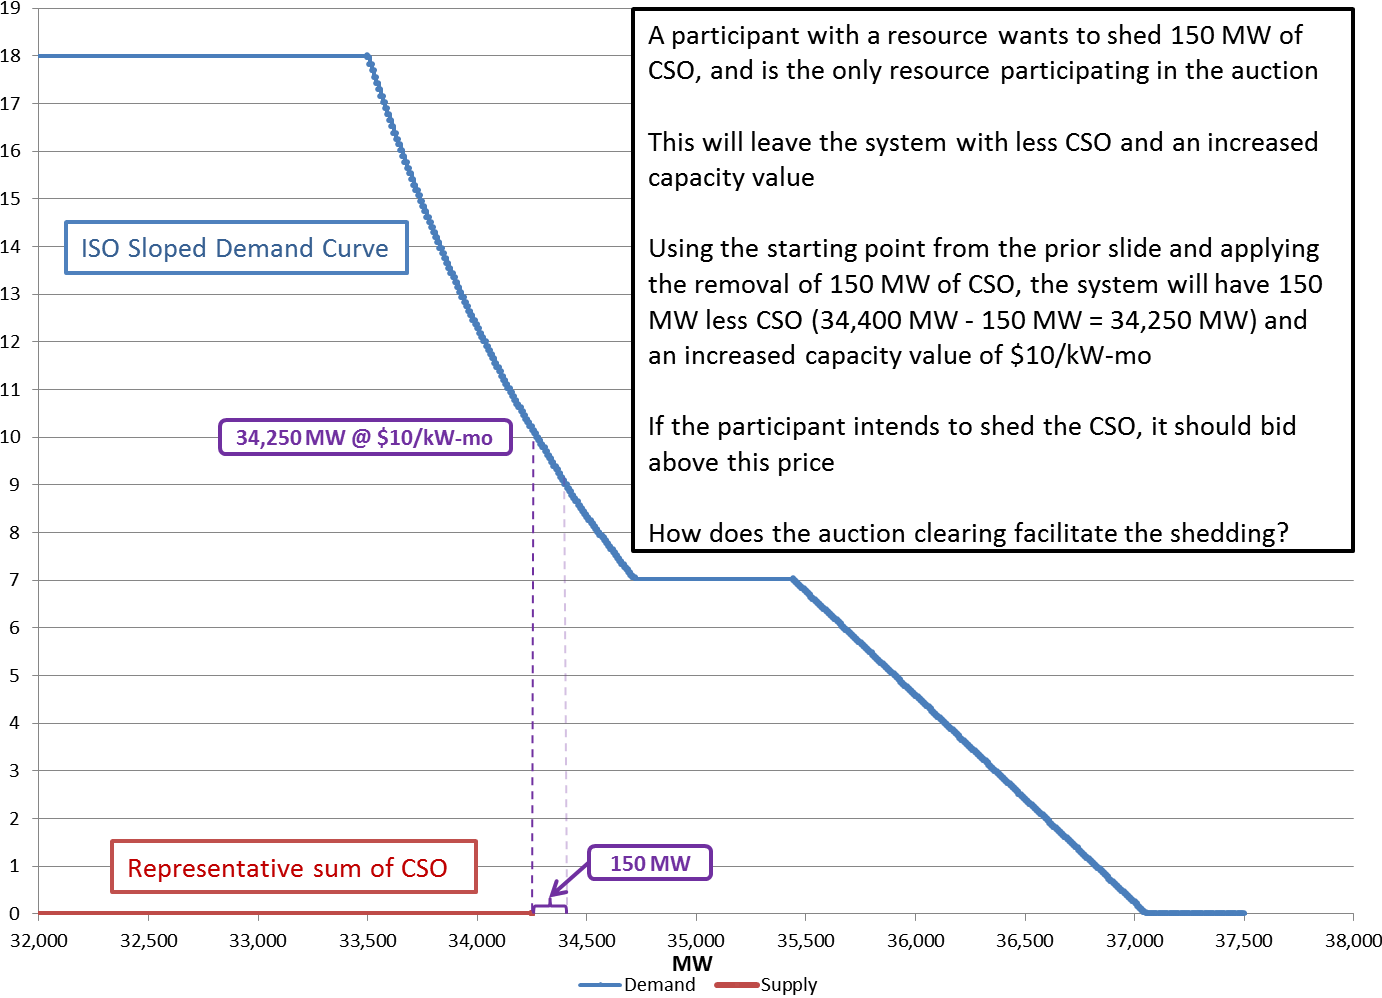 19
18
17
16
15
14
13
12
11
10
9
8
7
6
5
4
3
2
1
0
A participant with a resource wants to shed 150 MW of
CSO, and is the only resource participating in the auction
This will leave the system with less CSO and an increased
capacity value
Using the starting point from the prior slide and applying
the removal of 150 MW of CSO, the system will have 150
MW less CSO (34,400 MW - 150 MW = 34,250 MW) and
an increased capacity value of $10/kW-mo
If the participant intends to shed the CSO, it should bid
above this price
How does the auction clearing facilitate the shedding?
ISO Sloped Demand Curve
34,250 MW @ $10/kW-mo
Representative sum of CSO
150 MW
32,000 32,500 33,000 33,500 34,000 34,500 35,000 35,500 36,000 36,500 37,000 37,500 38,000
MW
Demand Supply